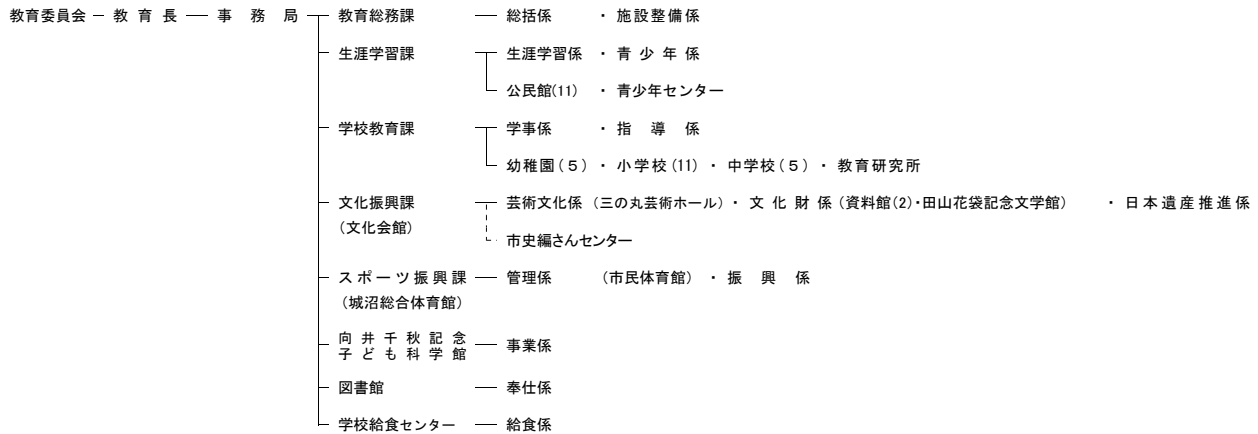 教育委員会 教育長 事務局 教育総務課 総括係 ・ 施設整備係
生涯学習課 生涯学習係 ・ 青少年係
公民館(11) ・ 青少年センター
学校教育課 学事係 ・ 指導係
幼稚園(5) ・ 小学校(11) ・ 中学校(5) ・ 教育研究所
文化振興課 芸術文化係 (三の丸芸術ホール) ・ 文化財係 (資料館(2)・田山花袋記念文学館) ・ 日本遺産推進係
(文化会館)
市史編さんセンター
スポーツ振興課 管理係 (市民体育館) ・ 振興係
(城沼総合体育館)
向井千秋記念
子ども科学館 事業係
図書館 奉仕係
学校給食センター 給食係